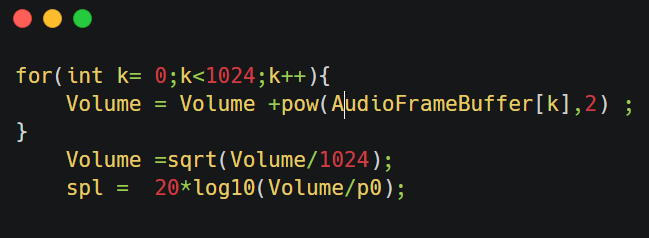 for(int k= 0;k<1024;k++){
    Volume = Volume +pow(AudioFrameBuffer[k],2) ;
}
    Volume =sqrt(Volume/1024);
    spl =  20*log10(Volume/p0);